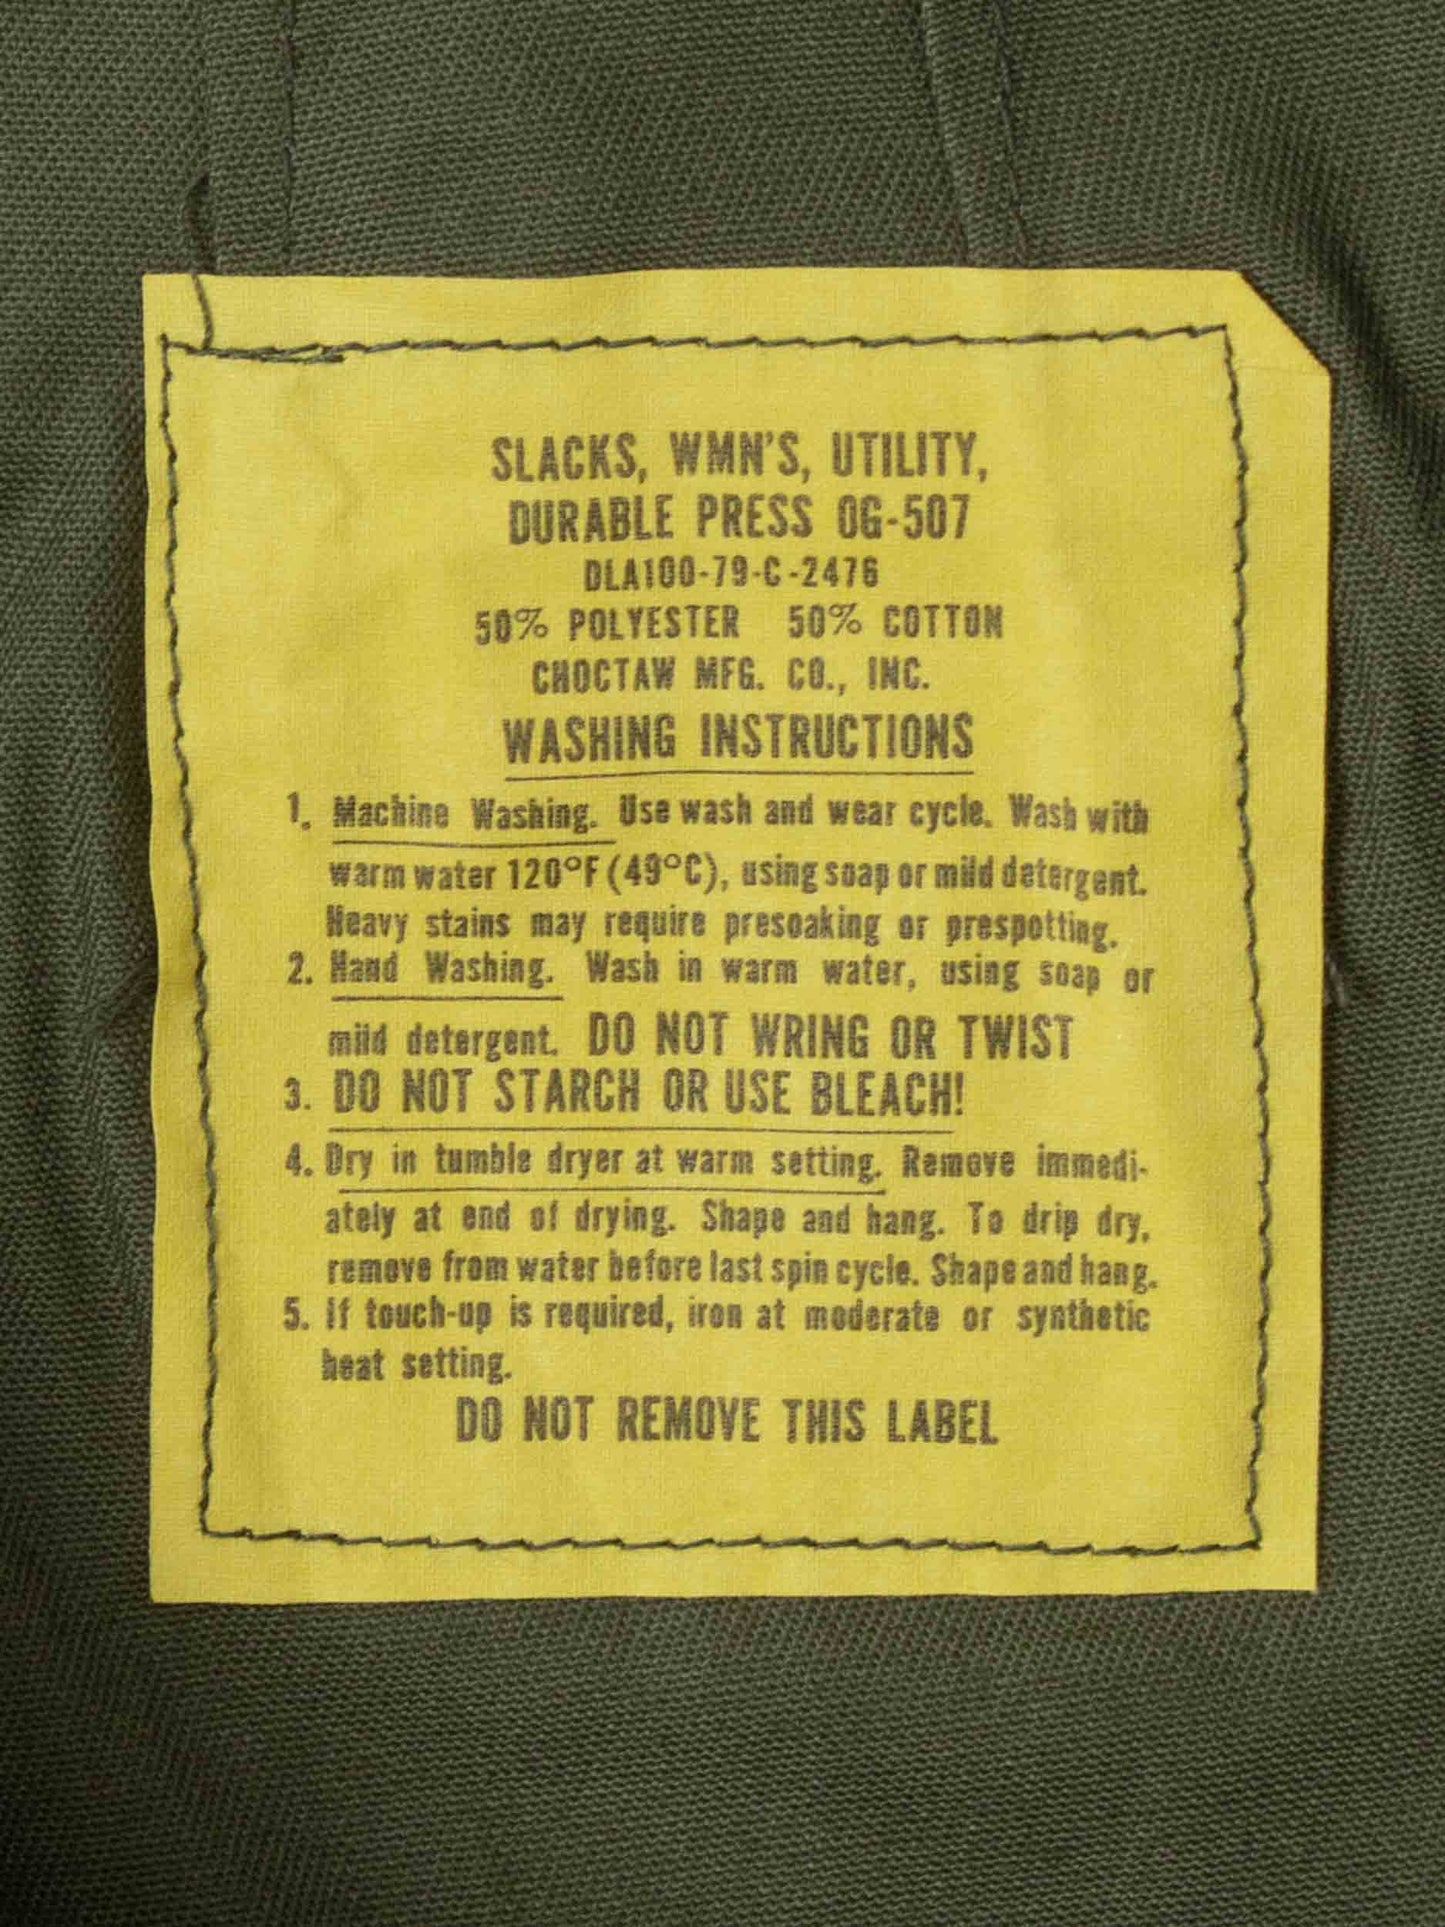 SLACKS, WMN'S, UTILITY,
DURABLE PRESS OG-507
DLA100-79-C-2476
50% POLYESTER 50% COTTON
CHOCTAW MFG. CO., INC.
WASHING INSTRUCTIONS
1. Machine Washing. Use wash and wear cycle. Wash with
warm water 120°F (49°C), using soap or mild detergent.
Heavy stains may require presoaking or prespotting.
2. Hand Washing. Wash in warm water, using soap or
mild detergent. DO NOT WRING OR TWIST
3. DO NOT STARCH OR USE BLEACH!
4. Dry in tumble dryer at warm setting. Remove immedi-
ately at end of drying. Shape and hang. To drip dry,
remove from water before last spin cycle. Shape and hang.
5. If touch-up is required, iron at moderate or synthetic
heat setting.
DO NOT REMOVE THIS LABEL